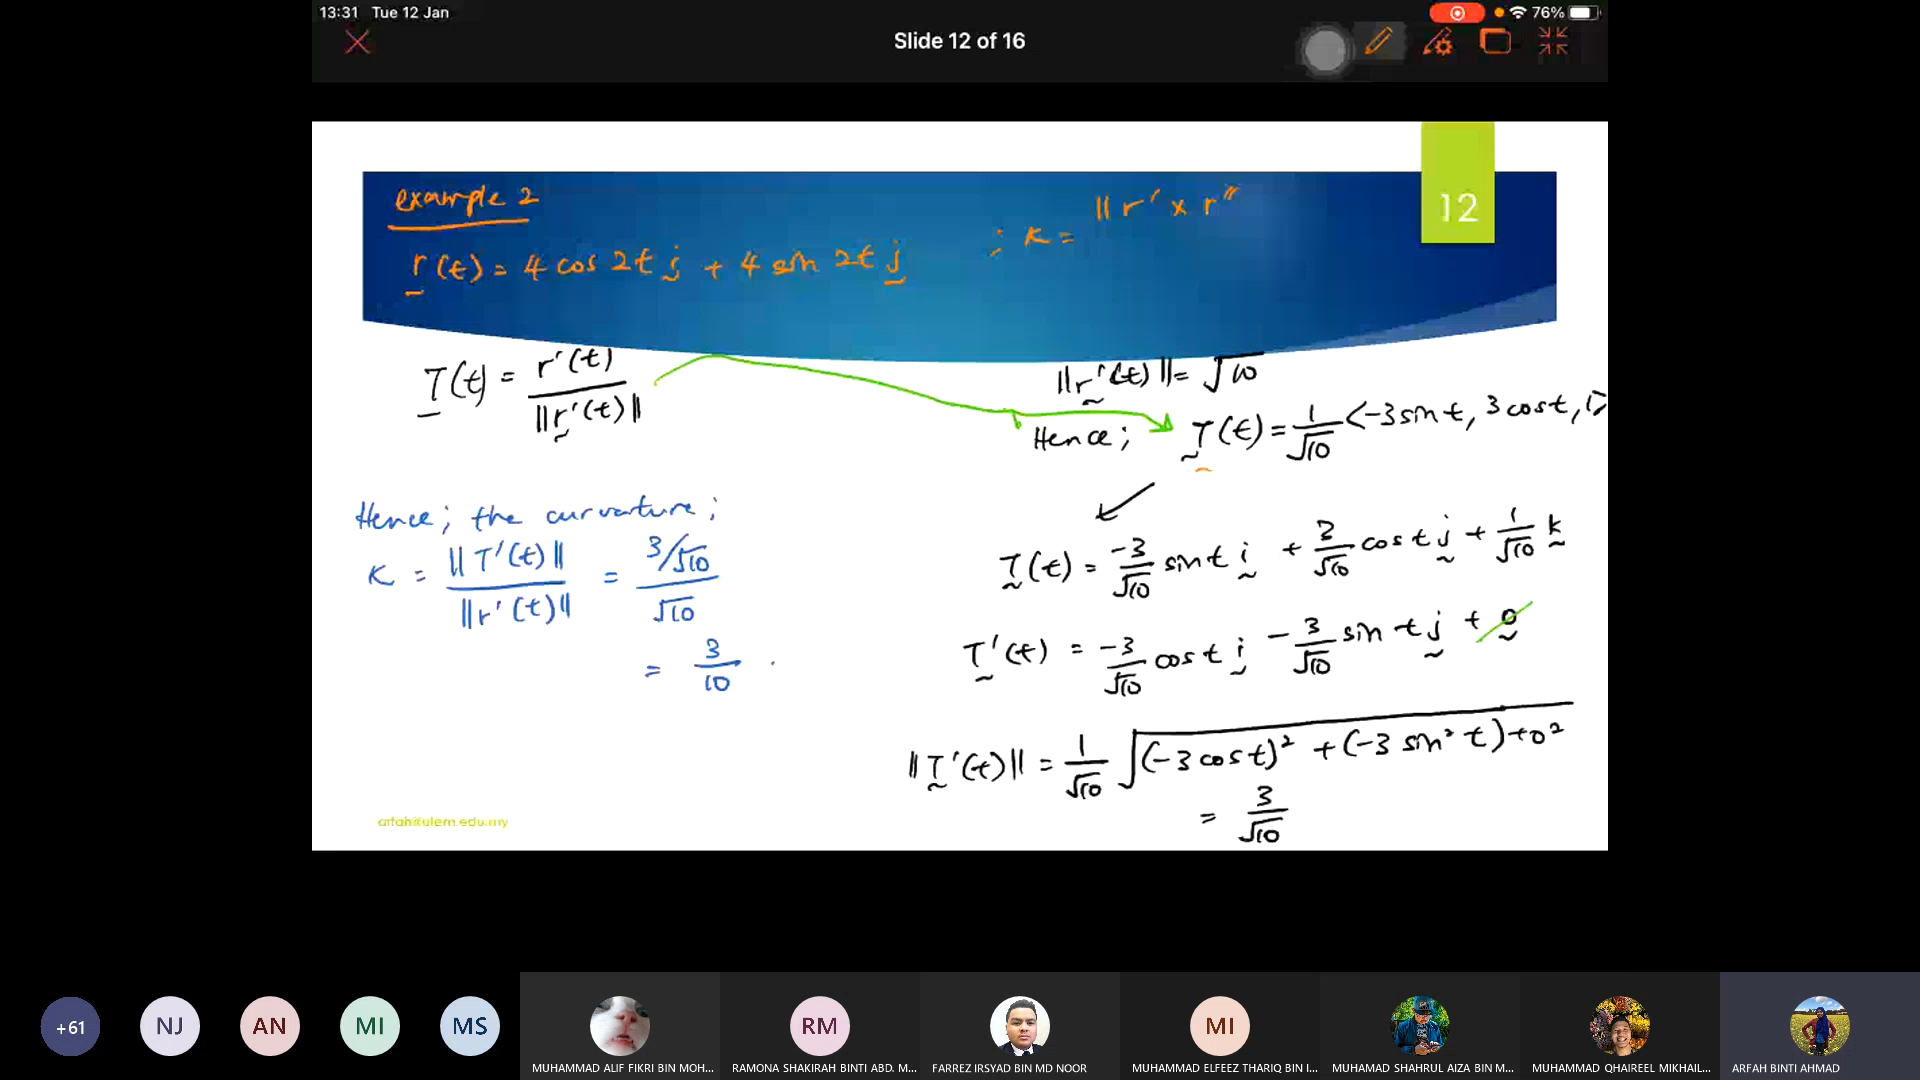 13:31 Tue 12 Jan
76%
Slide 12 of 16
12
example 2
r(t) = 4 cos 2t j + 4 sin 2t j
; K = ||r' x r"
T(t) = r'(t) / ||r'(t)||
||r'(t)|| = √10
Hence; T(t) = 1/√10 <-3 sin t, 3 cos t, 1>
Hence; the curvature;
K = ||T'(t)|| / ||r'(t)|| = 3/√10 / √10
= 3/10
T(t) = -3/√10 sin t i + 3/√10 cos t j + 1/√10 k
T'(t) = -3/√10 cos t i - 3/√10 sin t j + 0
||T'(t)|| = 1/√10 √(-3 cos t)² + (-3 sin² t) + 0²
= 3/√10
+61
NJ
AN
MI
MS
RM
MI
MUHAMMAD ALIF FIKRI BIN MOH...
RAMONA SHAKIRAH BINTI ABD. M...
FARREZ IRSYAD BIN MD NOOR
MUHAMMAD ELFEEZ THARIQ BIN I...
MUHAMAD SHAHRUL AIZA BIN M...
MUHAMMAD QHAIREEL MIKHAIL...
ARFAH BINTI AHMAD